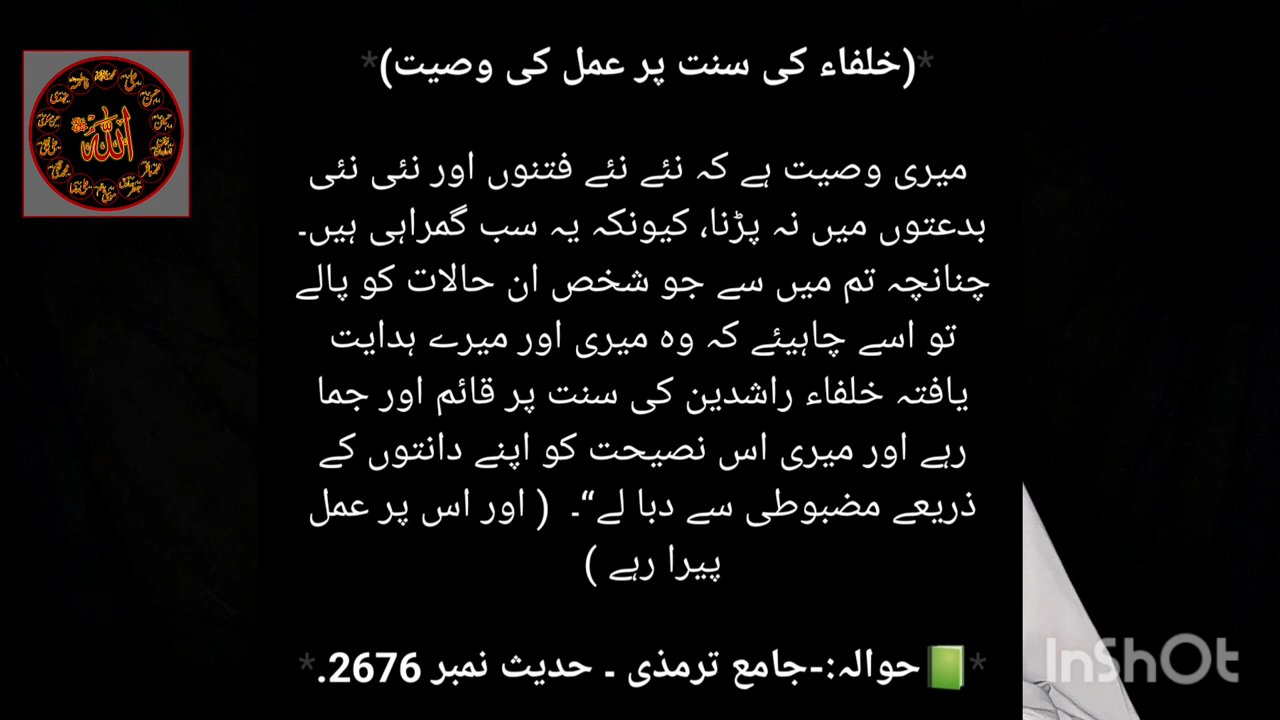 *(خلفاء کی سنت پر عمل کی وصیت)*
میری وصیت ہے کہ نئے نئے فتنوں اور نئی نئی
بدعتوں میں نہ پڑنا، کیونکہ یہ سب گمراہی ہیں۔
چنانچہ تم میں سے جو شخص ان حالات کو پالے
تو اسے چاہیئے کہ وہ میری اور میرے ہدایت
یافتہ خلفاء راشدین کی سنت پر قائم اور جما
رہے اور میری اس نصیحت کو اپنے دانتوں کے
ذریعے مضبوطی سے دبا لے“۔ ( اور اس پر عمل
پیرا رہے )
*📗حوالہ:-جامع ترمذی ۔ حدیث نمبر 2676.*
الله
InShOt